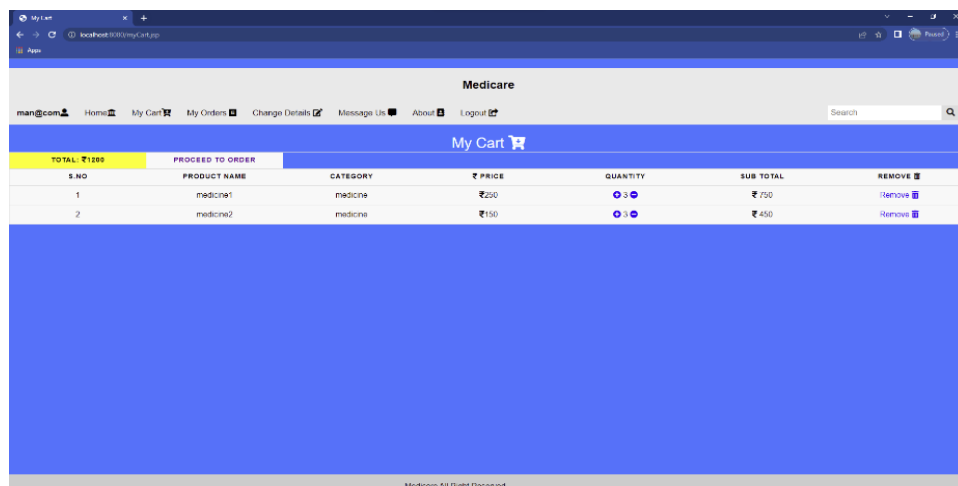 My Cart
localhost:8080/myCart.jsp
Paused
Apps
Medicare
man@com Home My Cart My Orders Change Details Message Us About Logout Search
My Cart
TOTAL: ₹1200 PROCEED TO ORDER
S.NO PRODUCT NAME CATEGORY ₹ PRICE QUANTITY SUB TOTAL REMOVE
1 medicine1 medicine ₹250 3 ₹ 750 Remove
2 medicine2 medicine ₹150 3 ₹ 450 Remove
Medicare All Right Reserved